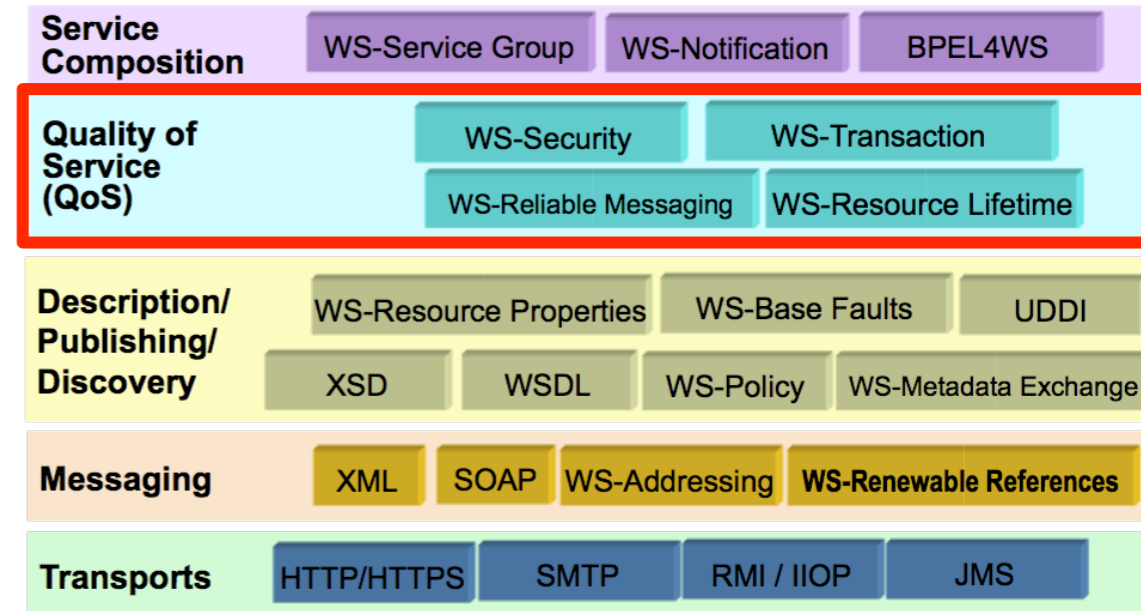 Service
Composition
WS-Service Group
WS-Notification
BPEL4WS
Quality of
Service
(QoS)
WS-Security
WS-Transaction
WS-Reliable Messaging
WS-Resource Lifetime
Description/
Publishing/
Discovery
WS-Resource Properties
WS-Base Faults
UDDI
XSD
WSDL
WS-Policy
WS-Metadata Exchange
Messaging
XML
SOAP
WS-Addressing
WS-Renewable References
Transports
HTTP/HTTPS
SMTP
RMI / IIOP
JMS